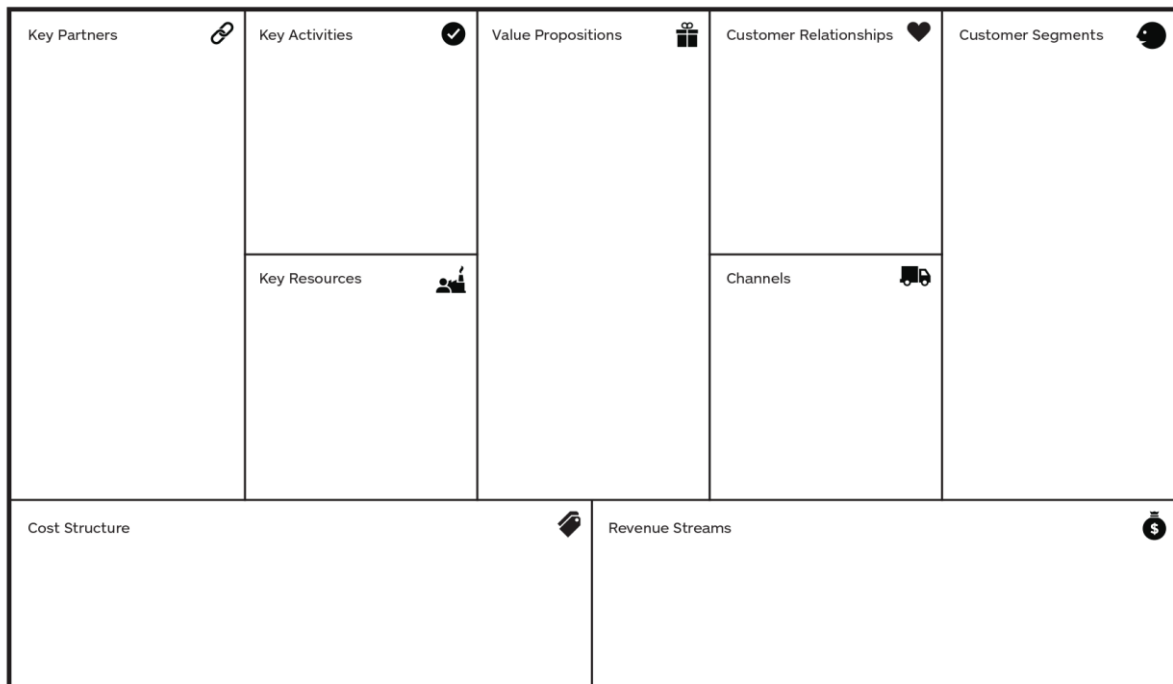 Key Partners
Key Activities
Value Propositions
Customer Relationships
Customer Segments
Key Resources
Channels
Cost Structure
Revenue Streams
$